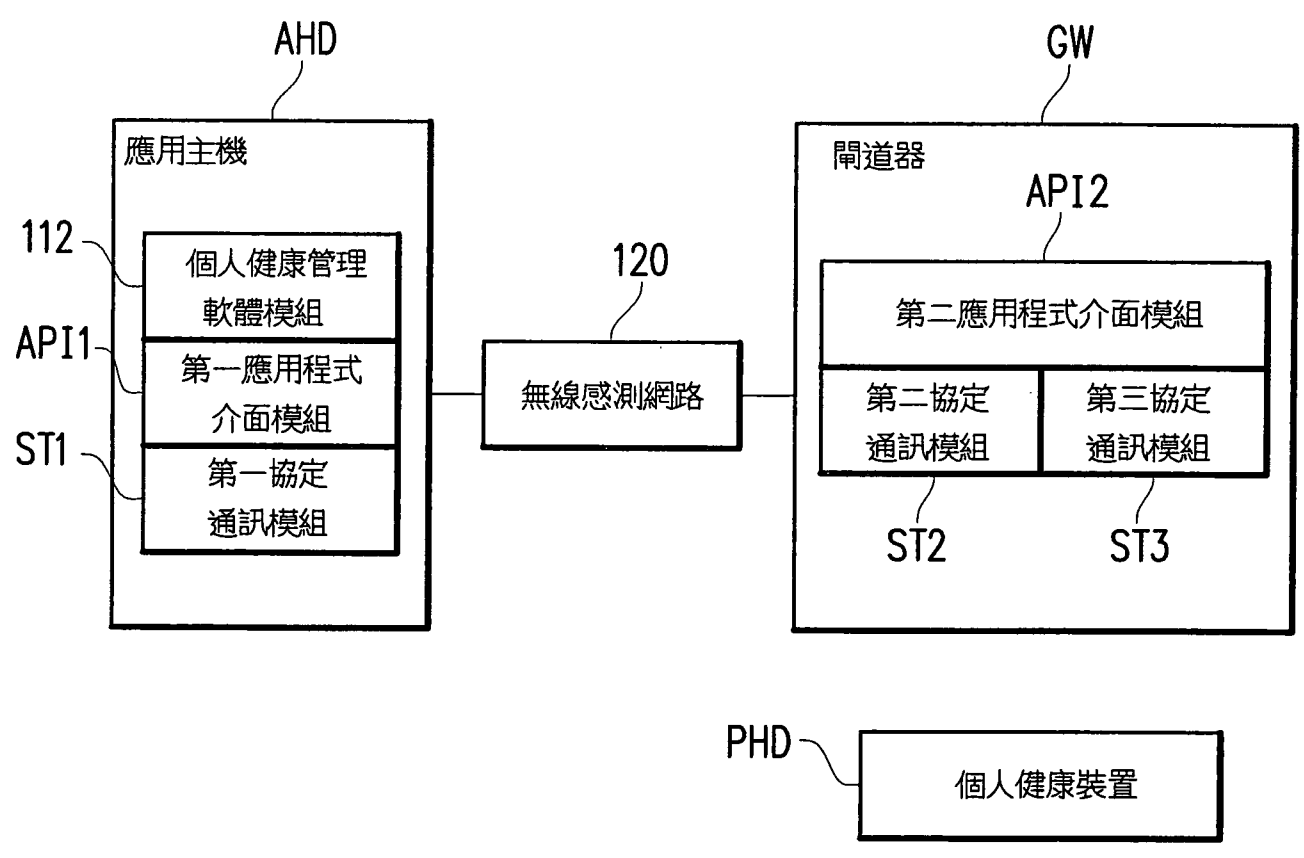 AHD
GW
應用主機
閘道器
112
個人健康管理
軟體模組
API1
第一應用程式
介面模組
ST1
第一協定
通訊模組
120
無線感測網路
API2
第二應用程式介面模組
第二協定
通訊模組
第三協定
通訊模組
ST2
ST3
PHD
個人健康裝置